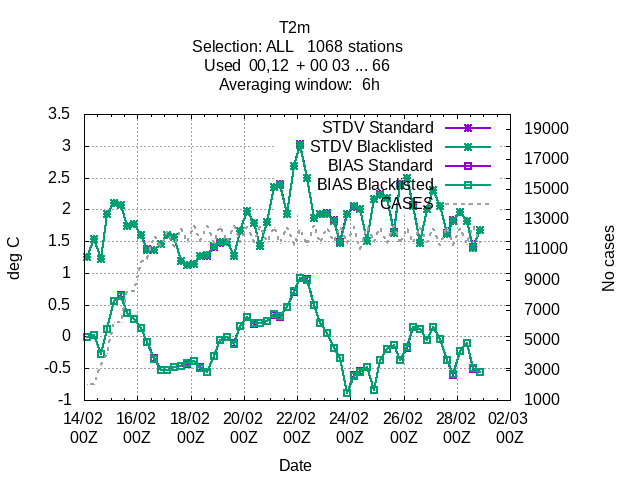 T2m
Selection: ALL 1068 stations
Used 00,12 + 00 03 ... 66
Averaging window: 6h
STDV Standard
STDV Blacklisted
BIAS Standard
BIAS Blacklisted
CASES
deg C
3.5
3
2.5
2
1.5
1
0.5
0
-0.5
-1
No cases
19000
17000
15000
13000
11000
9000
7000
5000
3000
1000
14/02 16/02 18/02 20/02 22/02 24/02 26/02 28/02 02/03
00Z 00Z 00Z 00Z 00Z 00Z 00Z 00Z 00Z
Date